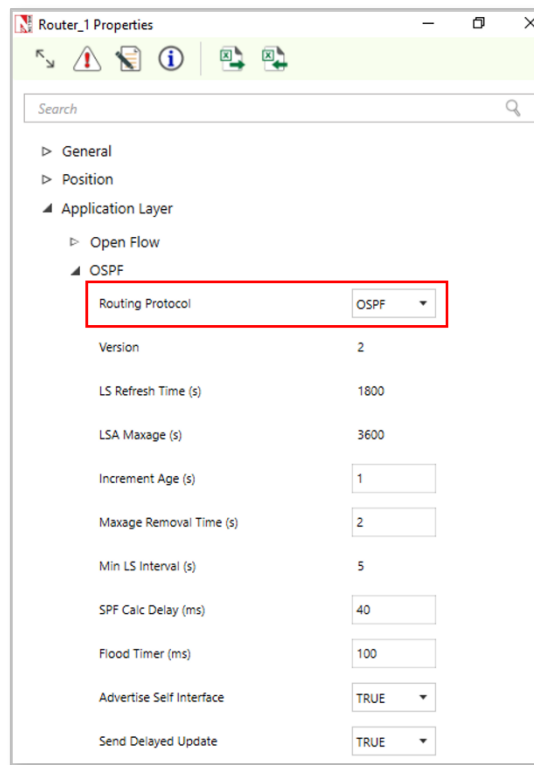 Router_1 Properties
Search
General
Position
Application Layer
Open Flow
OSPF
Routing Protocol OSPF
Version 2
LS Refresh Time (s) 1800
LSA Maxage (s) 3600
Increment Age (s) 1
Maxage Removal Time (s) 2
Min LS Interval (s) 5
SPF Calc Delay (ms) 40
Flood Timer (ms) 100
Advertise Self Interface TRUE
Send Delayed Update TRUE